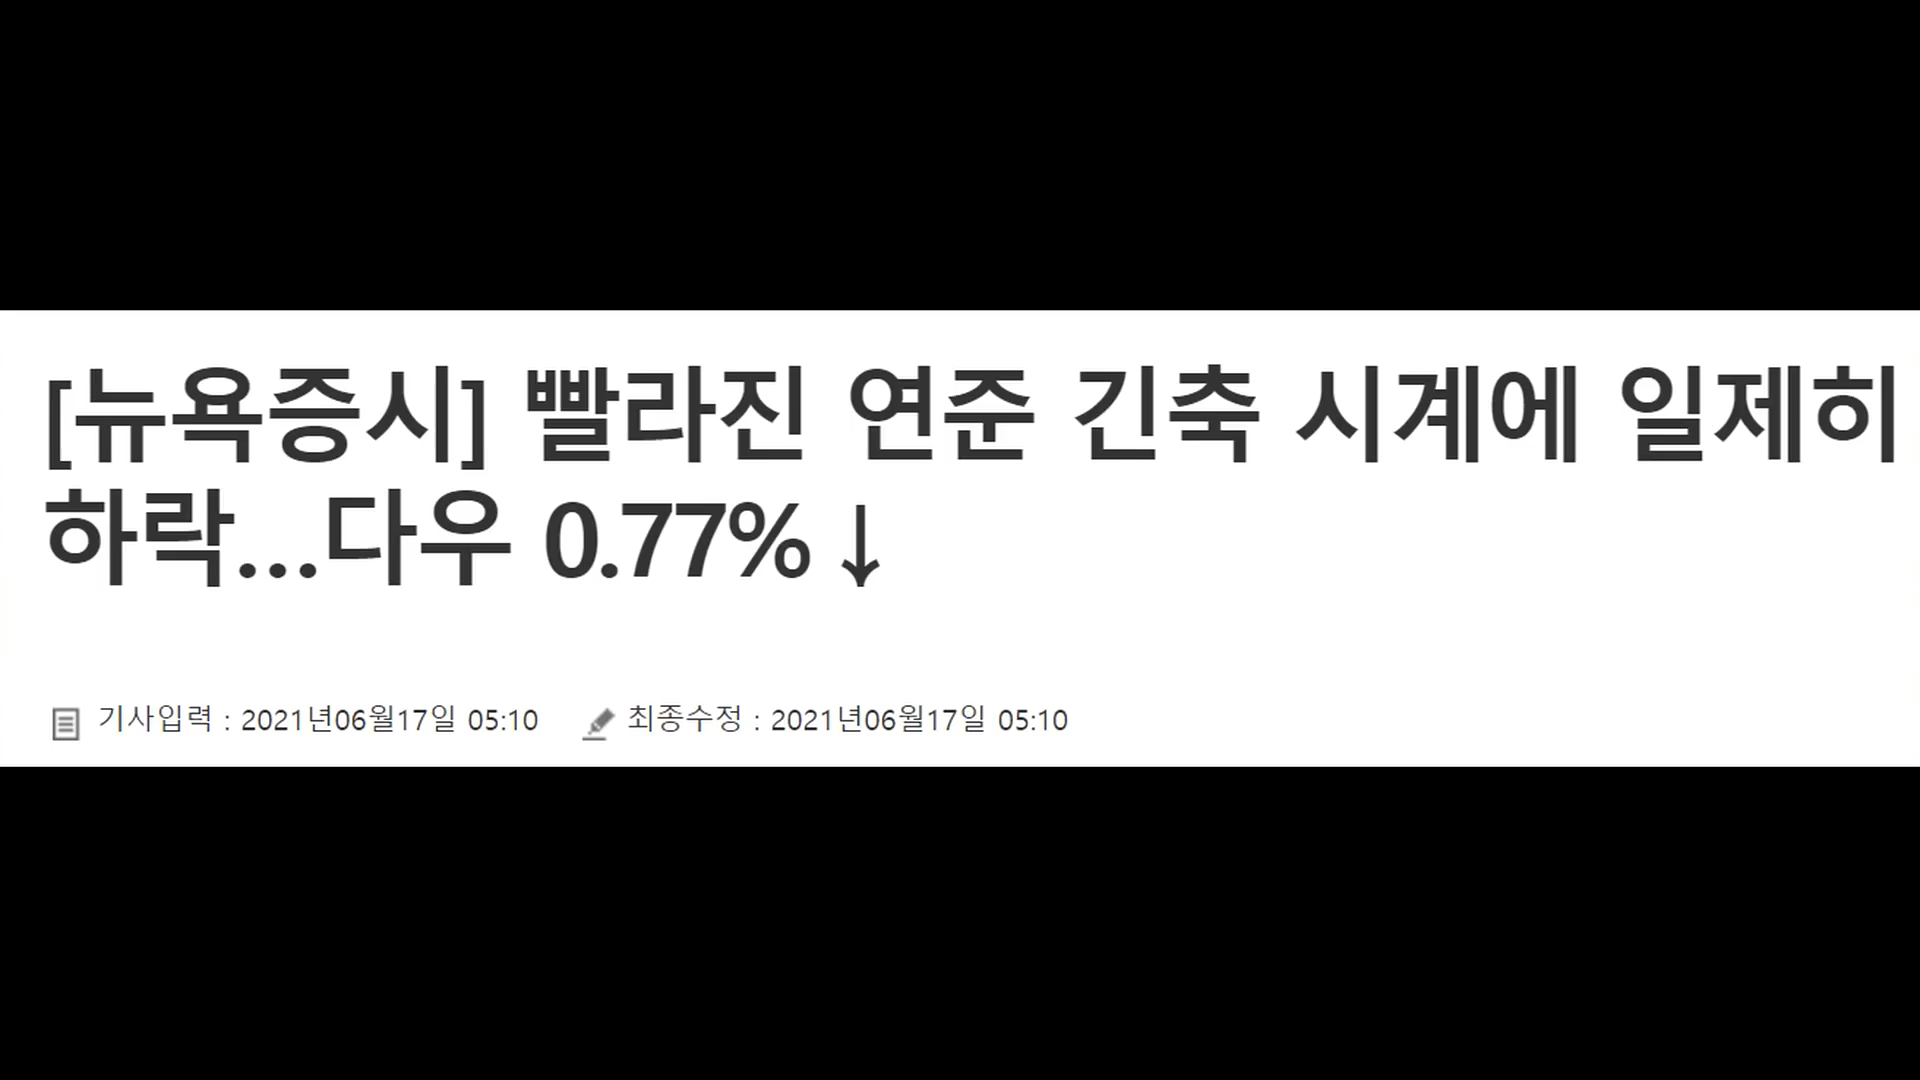 [뉴욕증시] 빨라진 연준 긴축 시계에 일제히
하락...다우 0.77%↓
기사입력 : 2021년06월17일 05:10 최종수정 : 2021년06월17일 05:10